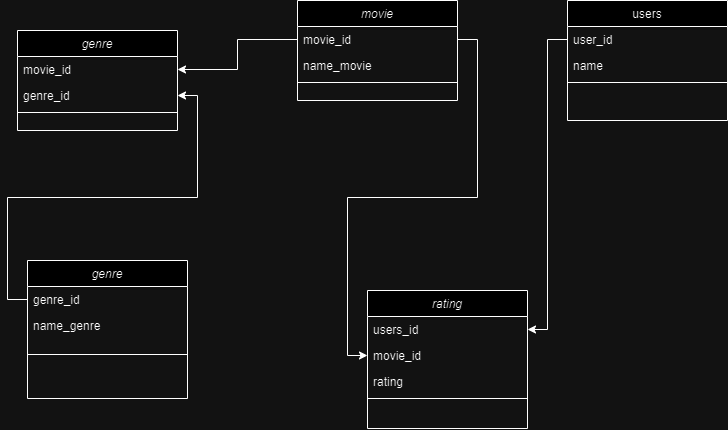 genre
movie_id
genre_id
movie
movie_id
name_movie
users
user_id
name
genre
genre_id
name_genre
rating
users_id
movie_id
rating